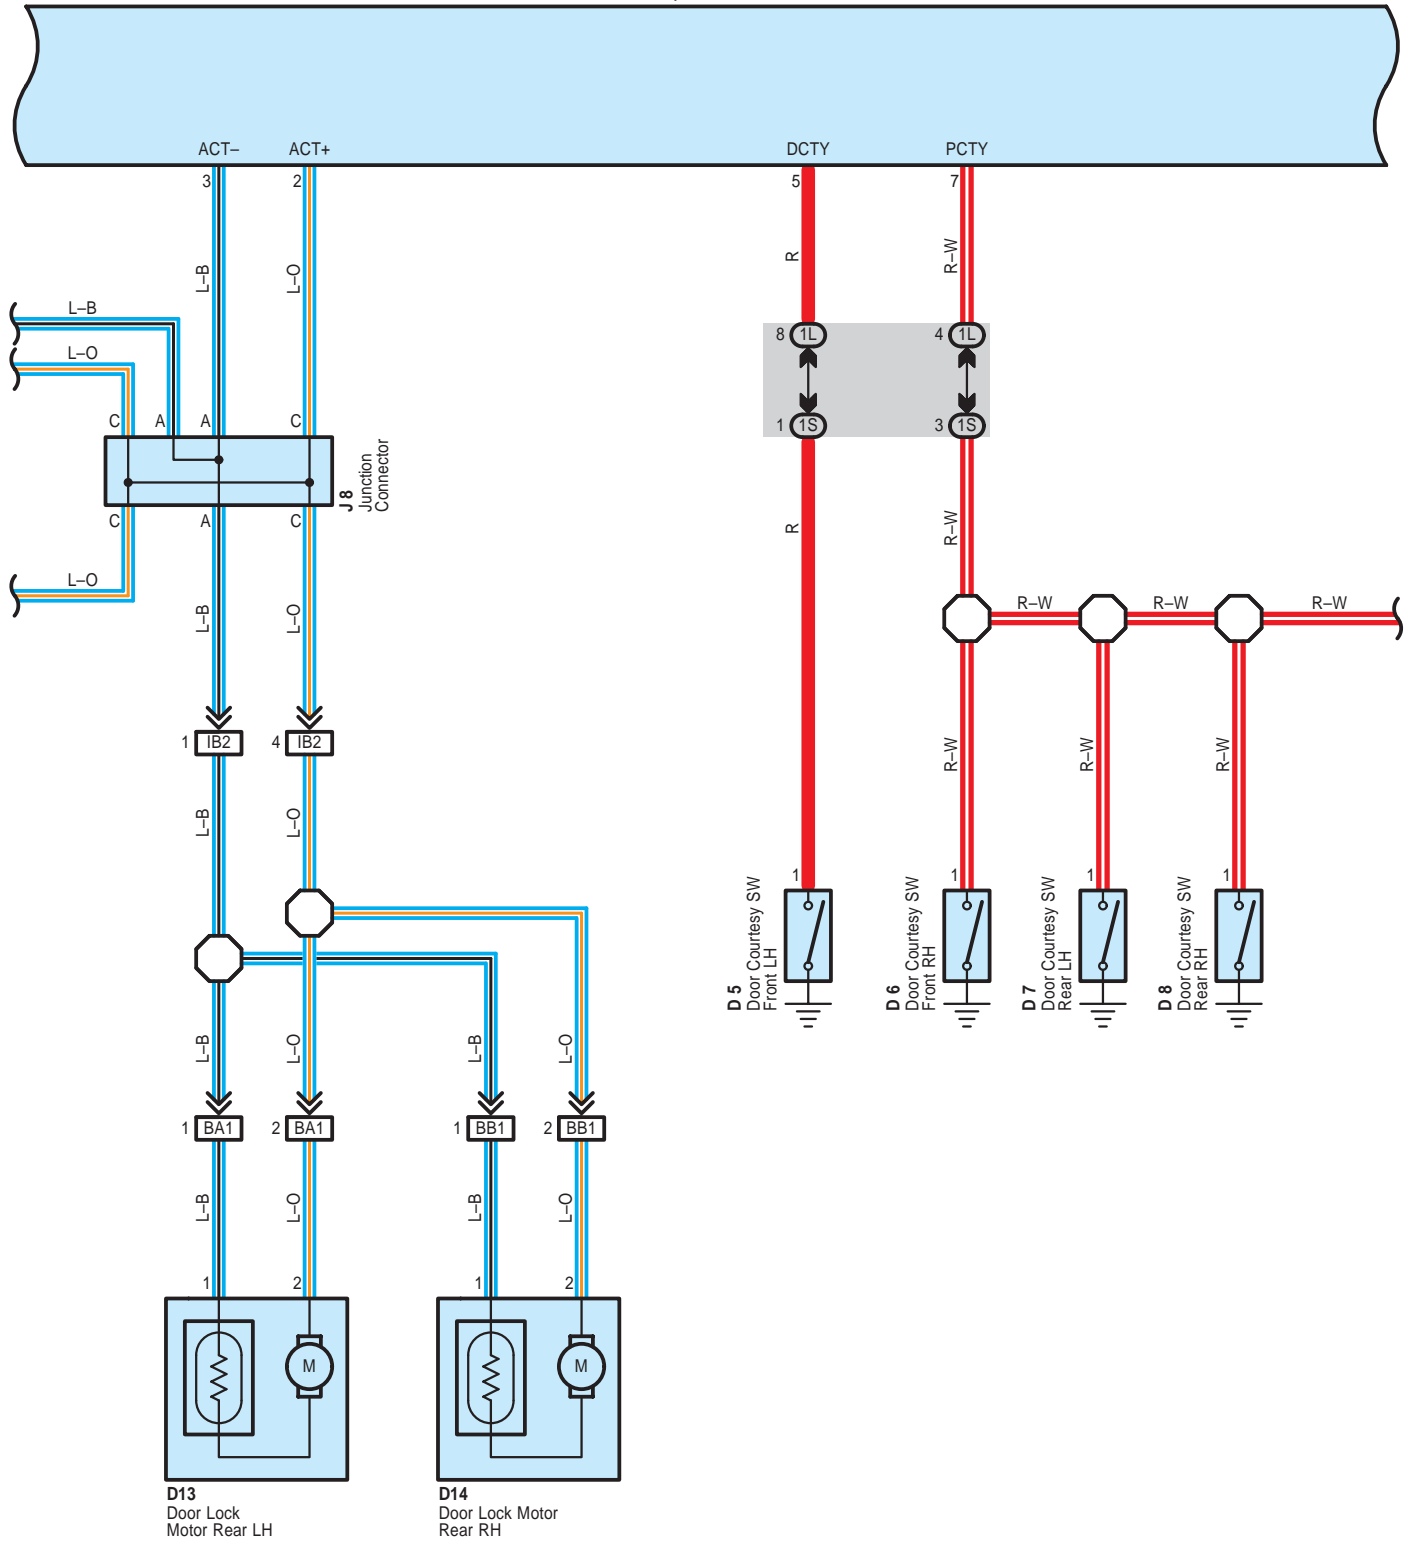 ACT– ACT+ DCTY PCTY
3 2 5 7
L–B L–O R R–W
L–B
L–O
8 1L 4 1L
C A A C
1 1S 3 1S
J 8
Junction
Connector
C A C
R R–W
L–O
L–B L–O
R–W R–W R–W
1 IB2 4 IB2
R–W R–W R–W
L–B L–O
1 1 1 1
D 5
Door Courtesy SW
Front LH
D 6
Door Courtesy SW
Front RH
D 7
Door Courtesy SW
Rear LH
D 8
Door Courtesy SW
Rear RH
L–B L–O L–B L–O
1 BA1 2 BA1 1 BB1 2 BB1
L–B L–O L–B L–O
1 2 1 2
M M
D13
Door Lock
Motor Rear LH
D14
Door Lock Motor
Rear RH